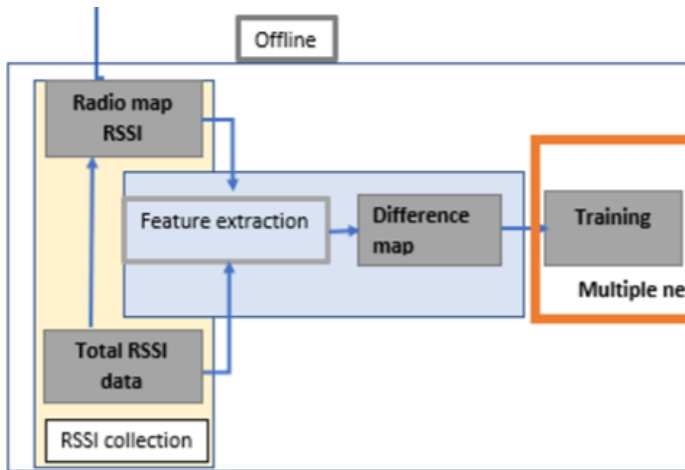 Offline
Radio map
RSSI
Feature extraction
Difference
map
Training
Multiple ne
Total RSSI
data
RSSI collection